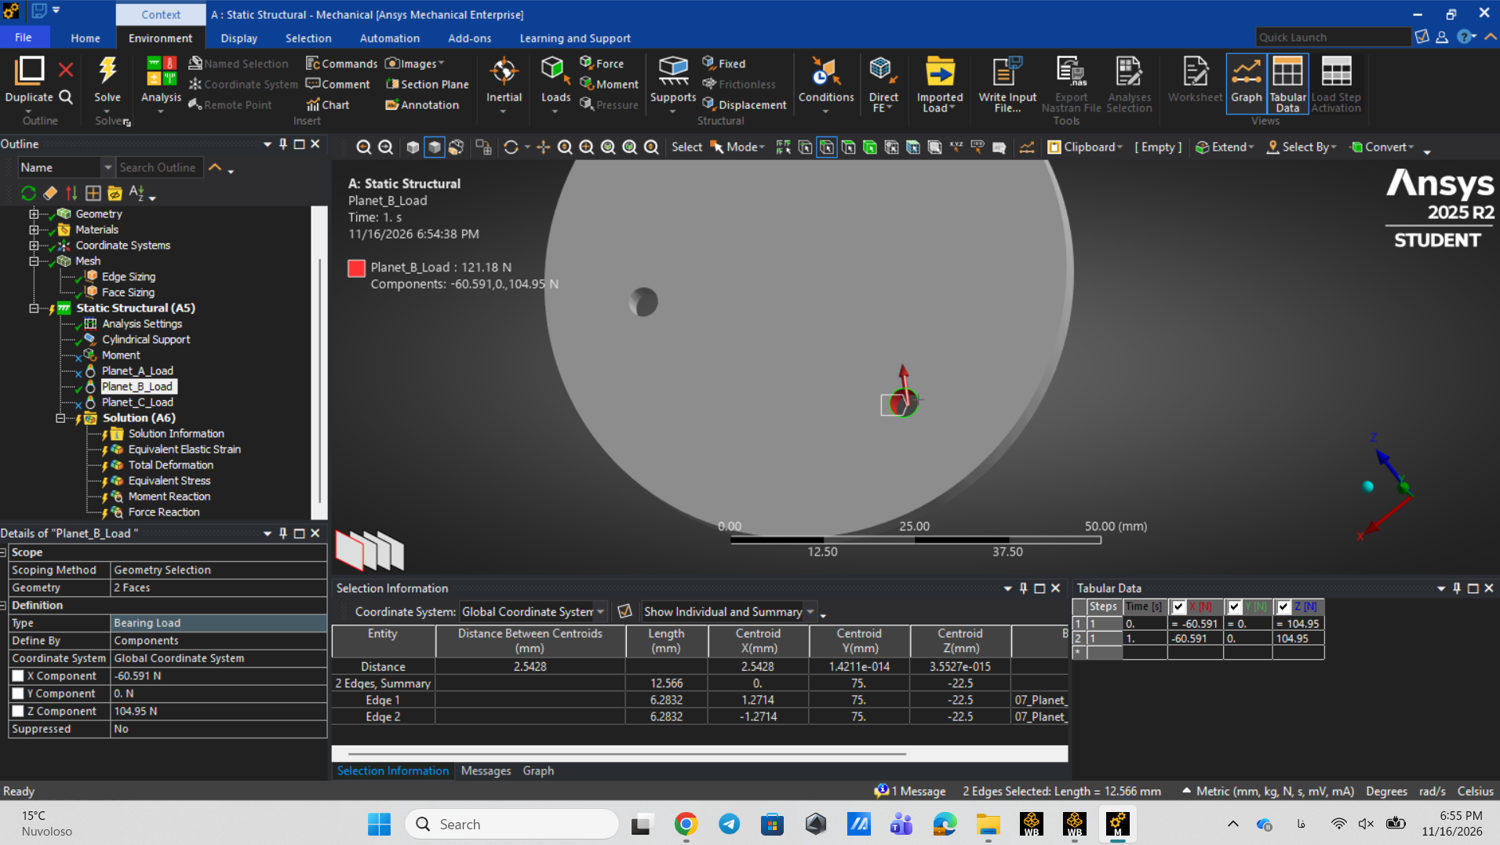 Context
A : Static Structural - Mechanical [Ansys Mechanical Enterprise]
File
Home
Environment
Display
Selection
Automation
Add-ons
Learning and Support
Quick Launch
Duplicate
Outline
Solve
Solver
Analysis
Named Selection
Coordinate System
Remote Point
Commands
Comment
Chart
Images
Section Plane
Annotation
Insert
Inertial
Loads
Force
Moment
Pressure
Supports
Fixed
Frictionless
Displacement
Structural
Conditions
Direct FE
Imported Load
Write Input File...
Export Nastran File
Analyses Selection
Tools
Worksheet
Graph
Tabular Data
Load Step Activation
Views
Outline
Name
Search Outline
Select
Mode
Clipboard
[ Empty ]
Extend
Select By
Convert
Geometry
Materials
Coordinate Systems
Mesh
Edge Sizing
Face Sizing
Static Structural (A5)
Analysis Settings
Cylindrical Support
Moment
Planet_A_Load
Planet_B_Load
Planet_C_Load
Solution (A6)
Solution Information
Equivalent Elastic Strain
Total Deformation
Equivalent Stress
Moment Reaction
Force Reaction
A: Static Structural
Planet_B_Load
Time: 1. s
11/16/2026 6:54:38 PM
Planet_B_Load : 121.18 N
Components: -60.591,0.,104.95 N
Ansys
2025 R2
STUDENT
Z
X
0.00 25.00 50.00 (mm)
12.50 37.50
Details of "Planet_B_Load "
Scope
Scoping Method Geometry Selection
Geometry 2 Faces
Definition
Type Bearing Load
Define By Components
Coordinate System Global Coordinate System
X Component -60.591 N
Y Component 0. N
Z Component 104.95 N
Suppressed No
Selection Information
Coordinate System: Global Coordinate System Show Individual and Summary
Entity Distance Between Centroids (mm) Length (mm) Centroid X(mm) Centroid Y(mm) Centroid Z(mm) B
Distance 2.5428 2.5428 1.4211e-014 3.5527e-015
2 Edges, Summary 12.566 0. 75. -22.5
Edge 1 6.2832 1.2714 75. -22.5 07_Planet_
Edge 2 6.2832 -1.2714 75. -22.5 07_Planet_
Selection Information Messages Graph
Tabular Data
Steps Time [s] X [N] Y [N] Z [N]
1 1 0. = -60.591 = 0. = 104.95
2 1 1. -60.591 0. 104.95
*
Ready
1 Message
2 Edges Selected: Length = 12.566 mm
Metric (mm, kg, N, s, mV, mA)
Degrees
rad/s
Celsius
15°C
Nuvoloso
Search
WB
WB
M
فا
6:55 PM
11/16/2026